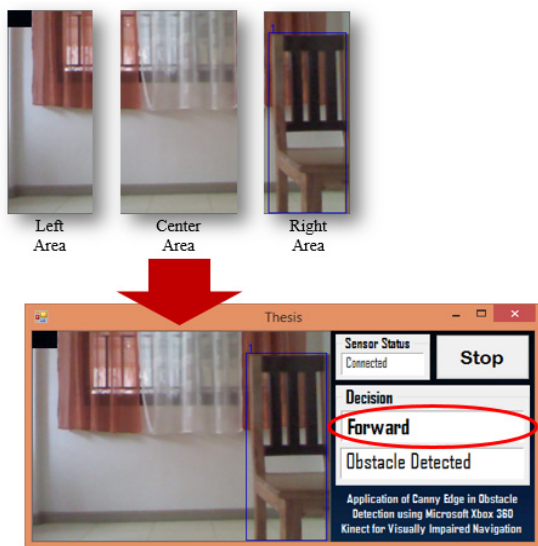 1
Left
Area
Center
Area
Right
Area
Thesis
1
Sensor Status
Connected
Stop
Decision
Forward
Obstacle Detected
Application of Canny Edge in Obstacle
Detection using Microsoft Xbox 360
Kinect for Visually Impaired Navigation